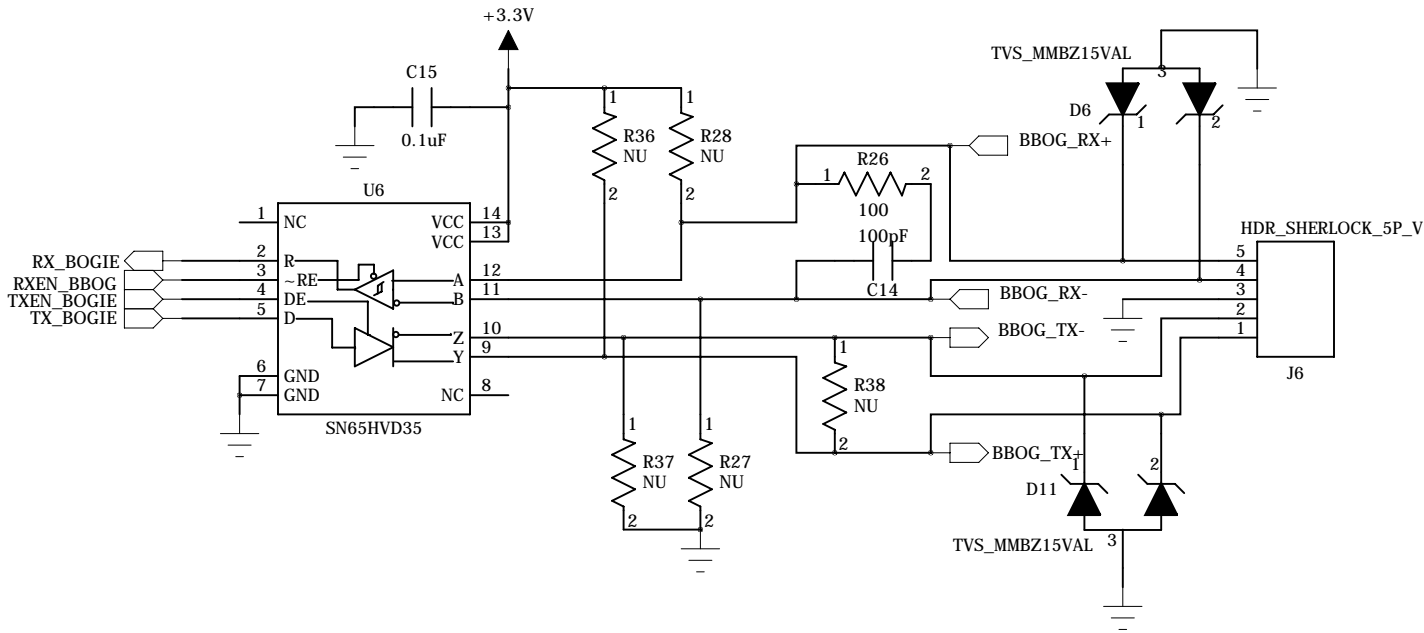 +3.3V
TVS_MMBZ15VAL
3
C15
0.1uF
D6
1
2
1
R36
NU
2
1
R28
NU
2
BBOG_RX+
R26
1
2
100
100pF
C14
U6
1
NC
VCC
14
VCC
13
RX_BOGIE
2
R
RXEN_BBOG
3
~RE
A
12
TXEN_BOGIE
4
DE
B
11
TX_BOGIE
5
D
Z
10
Y
9
6
GND
7
GND
NC
8
SN65HVD35
HDR_SHERLOCK_5P_V
5
4
3
2
1
J6
BBOG_RX-
BBOG_TX-
1
R38
NU
2
BBOG_TX+
1
R37
NU
2
1
R27
NU
2
1
2
D11
3
TVS_MMBZ15VAL